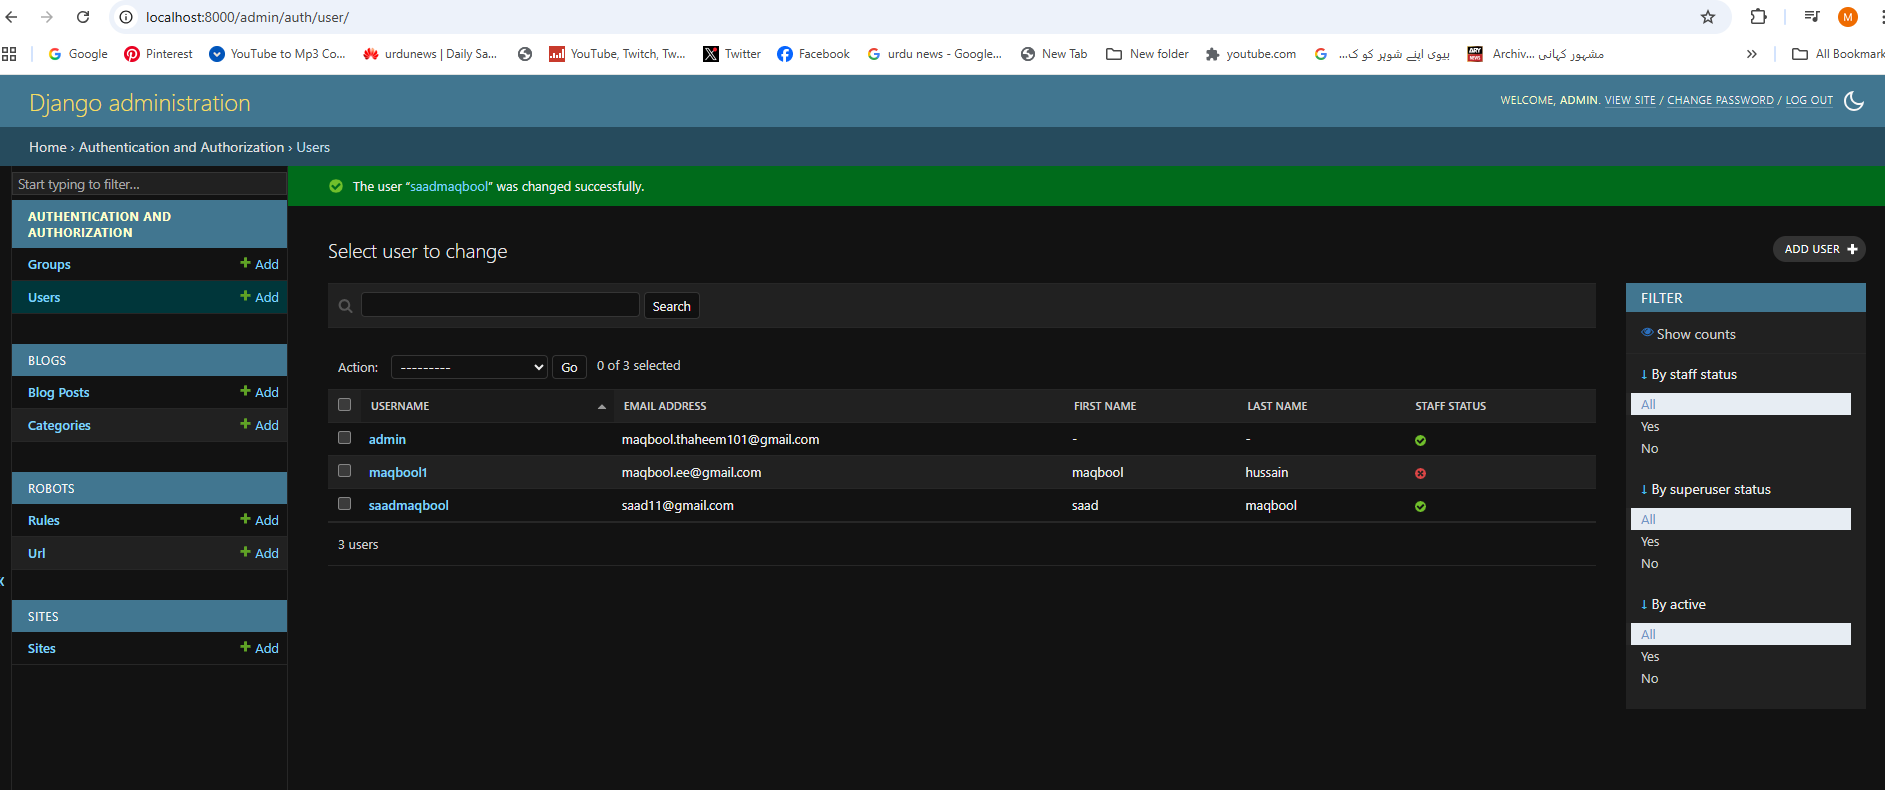 localhost:8000/admin/auth/user/
M
Google Pinterest YouTube to Mp3 Co... urdunews | Daily Sa... YouTube, Twitch, Tw... Twitter Facebook urdu news - Google... New Tab New folder youtube.com بیوی اپنے شوہر کو ک... ARY NEWS مشہور کہانی Archiv... » All Bookmark
Django administration
WELCOME, ADMIN. VIEW SITE / CHANGE PASSWORD / LOG OUT
Home › Authentication and Authorization › Users
Start typing to filter...
The user “saadmaqbool” was changed successfully.
AUTHENTICATION AND
AUTHORIZATION
Groups + Add
Users + Add
BLOGS
Blog Posts + Add
Categories + Add
ROBOTS
Rules + Add
Url + Add
SITES
Sites + Add
Select user to change
ADD USER +
Search
Action: --------- Go 0 of 3 selected
USERNAME EMAIL ADDRESS FIRST NAME LAST NAME STAFF STATUS
admin maqbool.thaheem101@gmail.com - -
maqbool1 maqbool.ee@gmail.com maqbool hussain
saadmaqbool saad11@gmail.com saad maqbool
3 users
FILTER
Show counts
↓ By staff status
All
Yes
No
↓ By superuser status
All
Yes
No
↓ By active
All
Yes
No